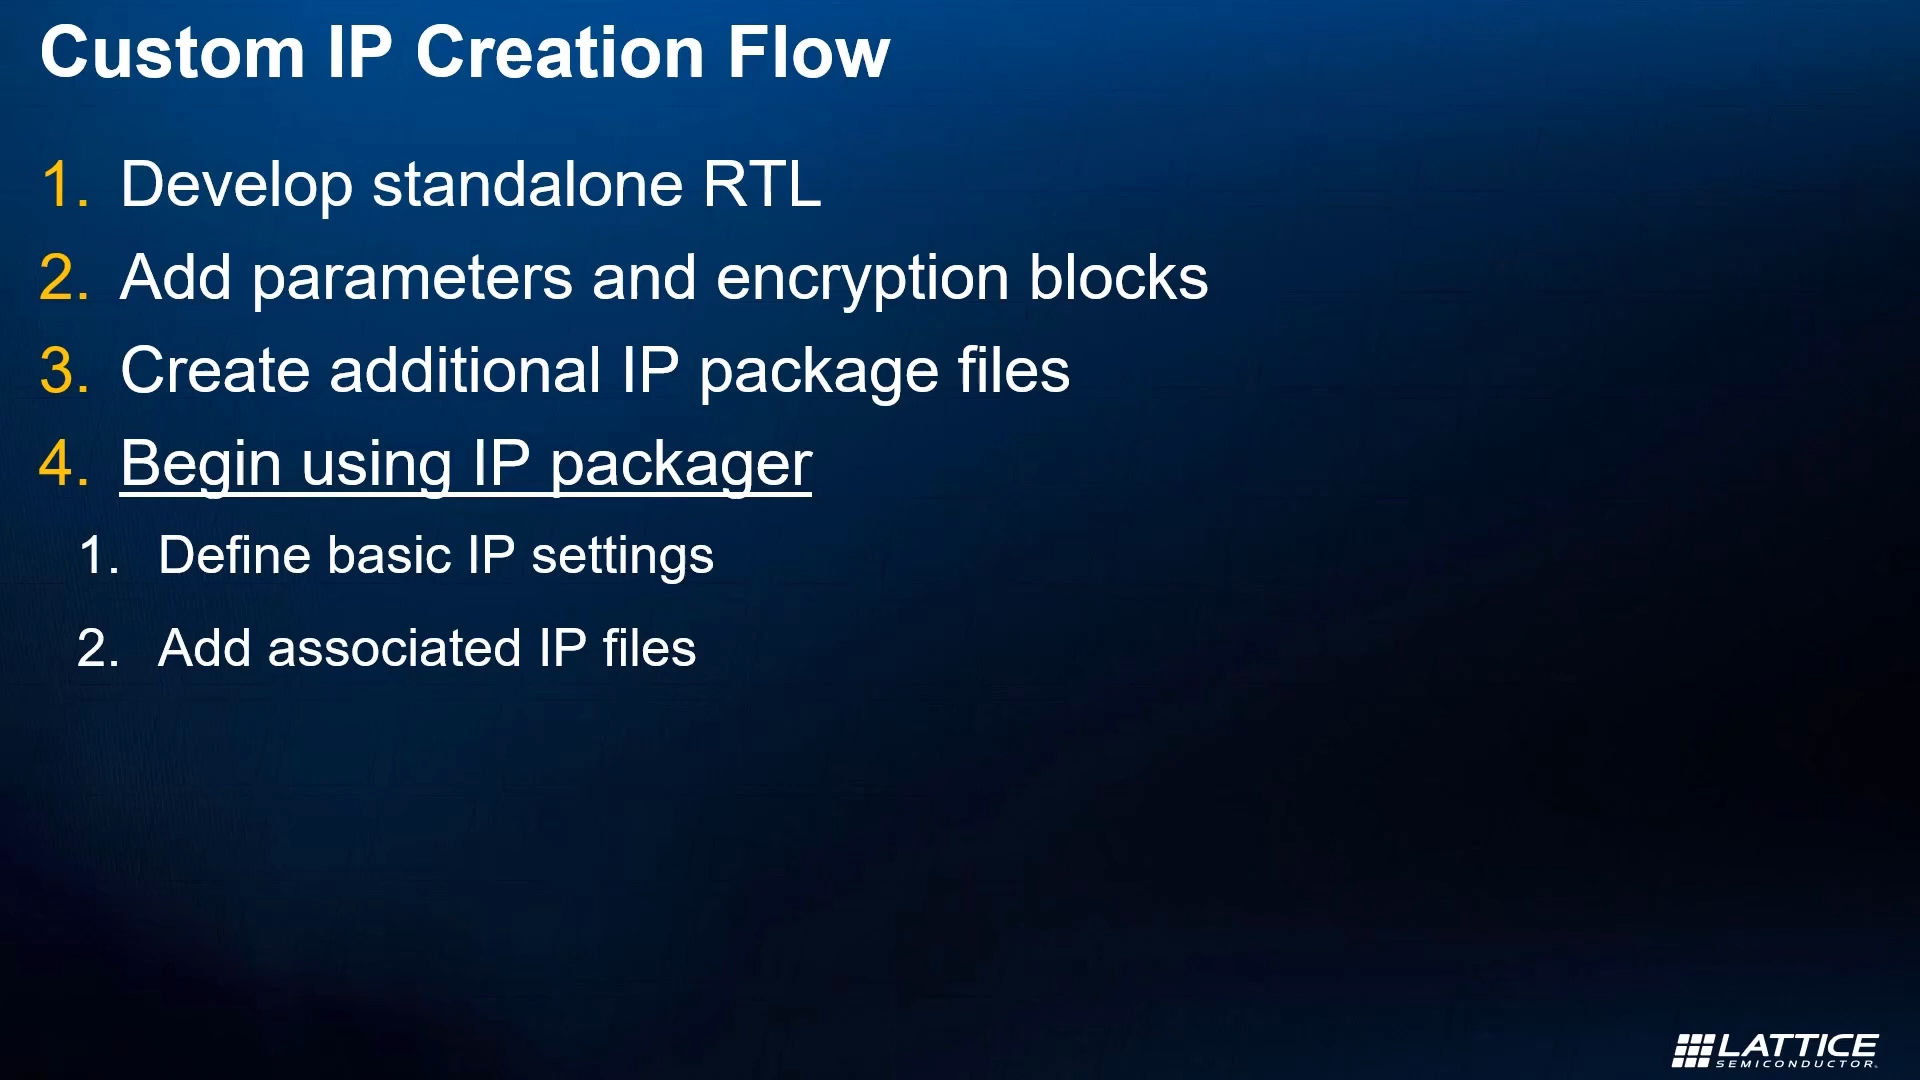 Custom IP Creation Flow
1. Develop standalone RTL
2. Add parameters and encryption blocks
3. Create additional IP package files
4. Begin using IP packager
1. Define basic IP settings
2. Add associated IP files
LATTICE
SEMICONDUCTOR